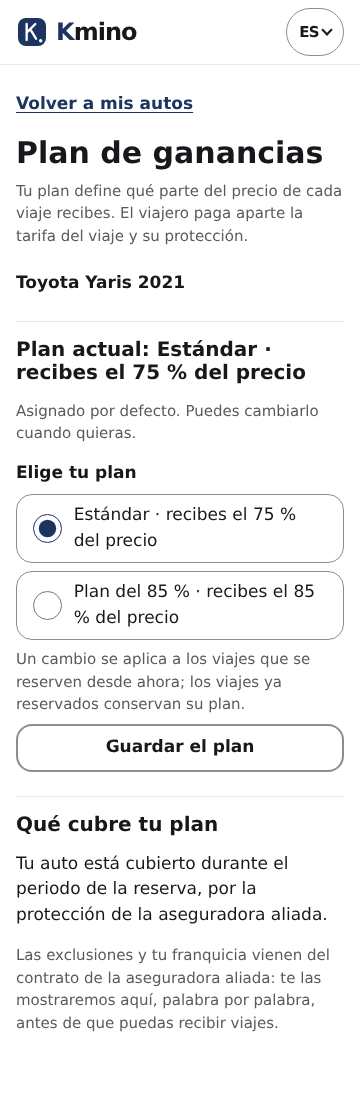 Kmino
ES
Volver a mis autos
Plan de ganancias
Tu plan define qué parte del precio de cada
viaje recibes. El viajero paga aparte la
tarifa del viaje y su protección.
Toyota Yaris 2021
Plan actual: Estándar ·
recibes el 75 % del precio
Asignado por defecto. Puedes cambiarlo
cuando quieras.
Elige tu plan
Estándar · recibes el 75 %
del precio
Plan del 85 % · recibes el 85
% del precio
Un cambio se aplica a los viajes que se
reserven desde ahora; los viajes ya
reservados conservan su plan.
Guardar el plan
Qué cubre tu plan
Tu auto está cubierto durante el
periodo de la reserva, por la
protección de la aseguradora aliada.
Las exclusiones y tu franquicia vienen del
contrato de la aseguradora aliada: te las
mostraremos aquí, palabra por palabra,
antes de que puedas recibir viajes.